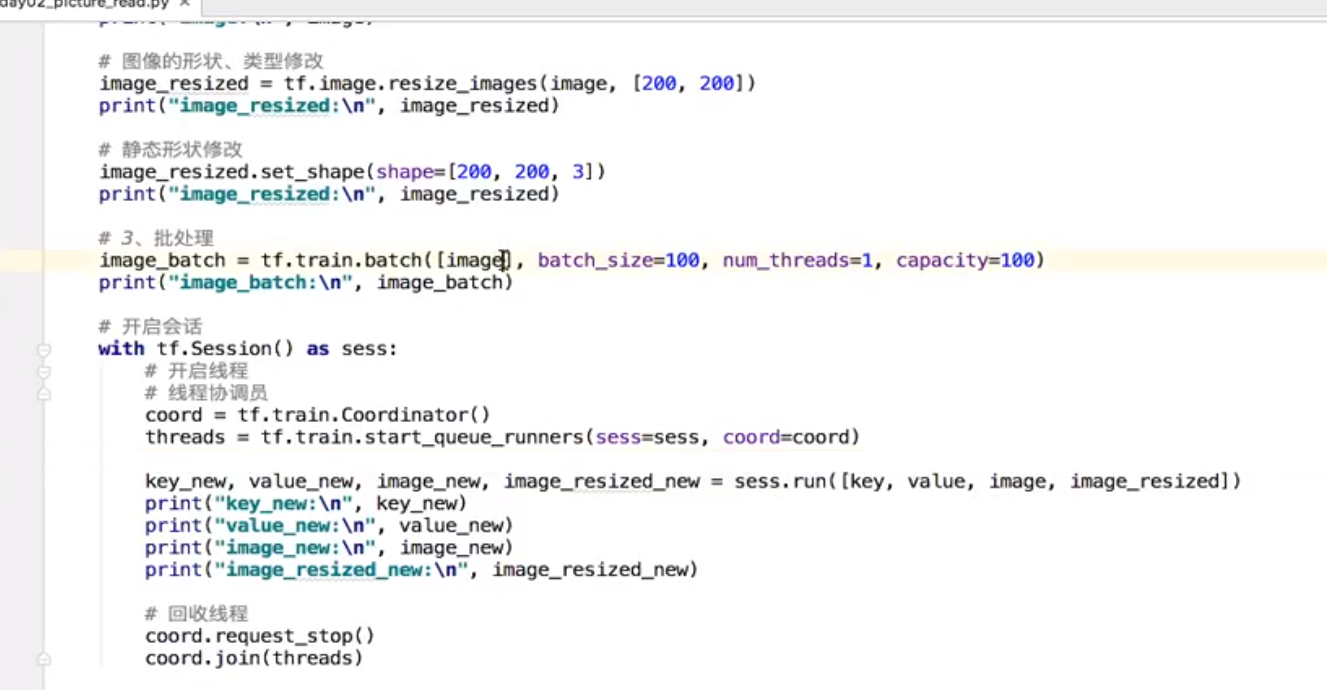 day02_picture_read.py ×
print("image:\n", image)
# 图像的形状、类型修改
image_resized = tf.image.resize_images(image, [200, 200])
print("image_resized:\n", image_resized)
# 静态形状修改
image_resized.set_shape(shape=[200, 200, 3])
print("image_resized:\n", image_resized)
# 3、批处理
image_batch = tf.train.batch([image], batch_size=100, num_threads=1, capacity=100)
print("image_batch:\n", image_batch)
# 开启会话
with tf.Session() as sess:
# 开启线程
# 线程协调员
coord = tf.train.Coordinator()
threads = tf.train.start_queue_runners(sess=sess, coord=coord)
key_new, value_new, image_new, image_resized_new = sess.run([key, value, image, image_resized])
print("key_new:\n", key_new)
print("value_new:\n", value_new)
print("image_new:\n", image_new)
print("image_resized_new:\n", image_resized_new)
# 回收线程
coord.request_stop()
coord.join(threads)